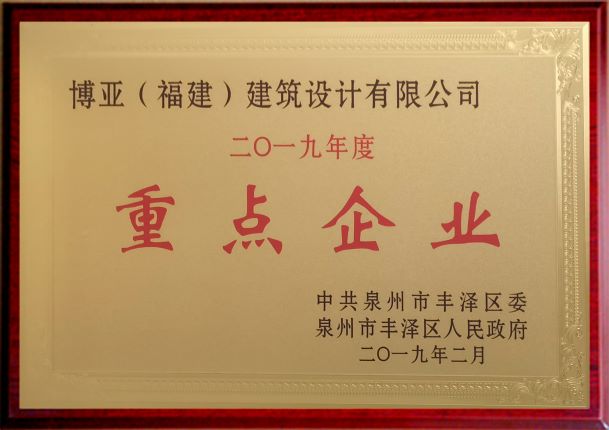 博亚（福建）建筑设计有限公司
二〇一九年度
重点企业
中共泉州市丰泽区委
泉州市丰泽区人民政府
二〇一九年二月